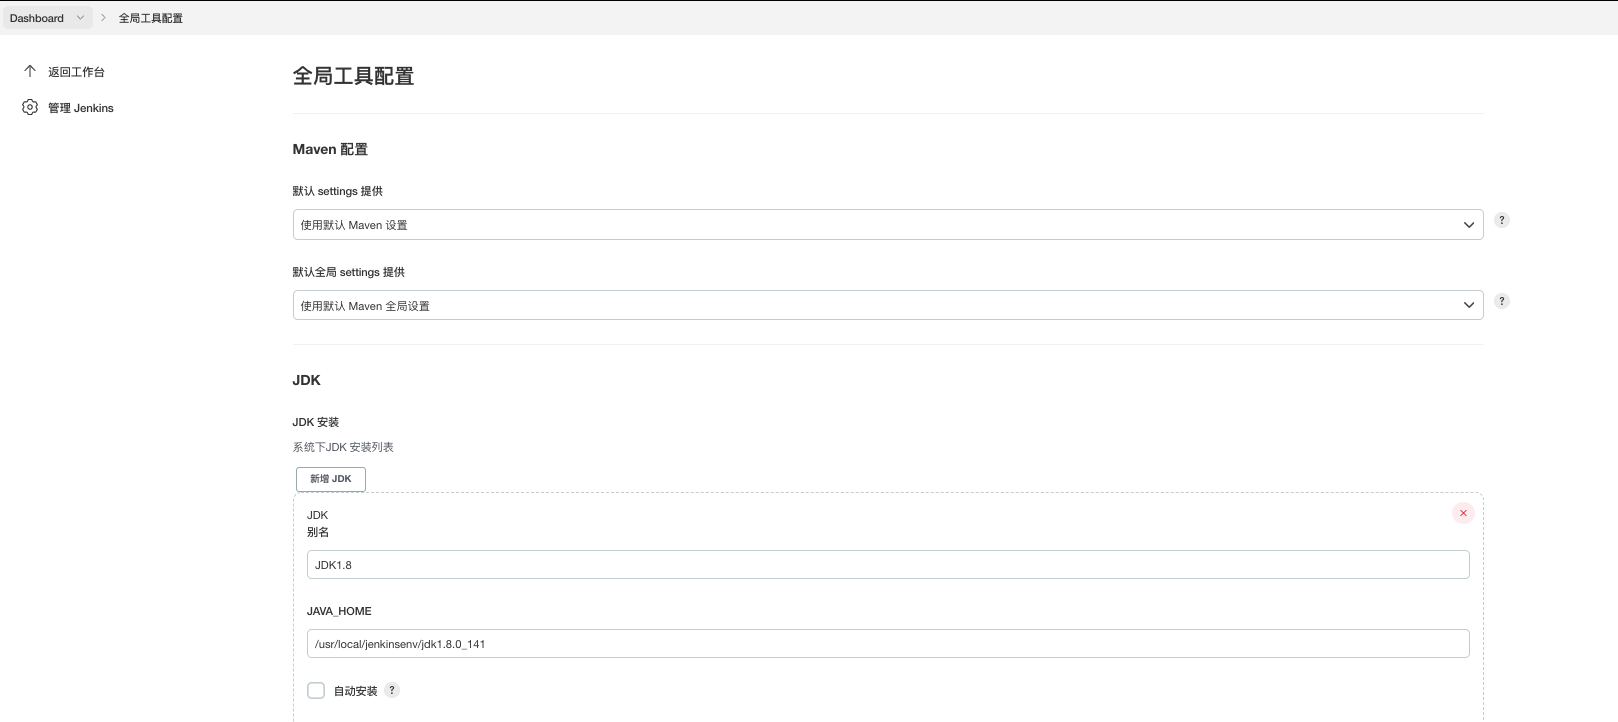 Dashboard 全局工具配置
返回工作台
管理 Jenkins
全局工具配置
Maven 配置
默认 settings 提供
使用默认 Maven 设置
?
默认全局 settings 提供
使用默认 Maven 全局设置
?
JDK
JDK 安装
系统下JDK 安装列表
新增 JDK
JDK
别名
JDK1.8
JAVA_HOME
/usr/local/jenkinsenv/jdk1.8.0_141
自动安装 ?